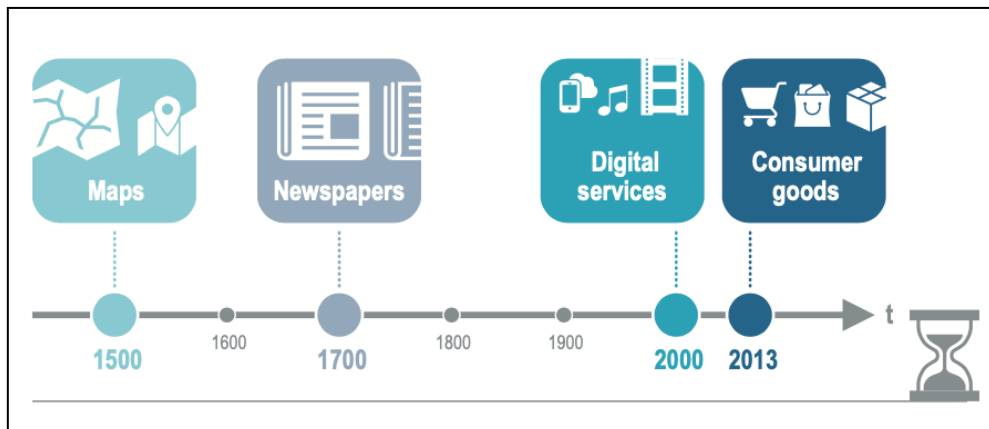 Maps
Newspapers
Digital
services
Consumer
goods
t
1500
1600
1700
1800
1900
2000
2013